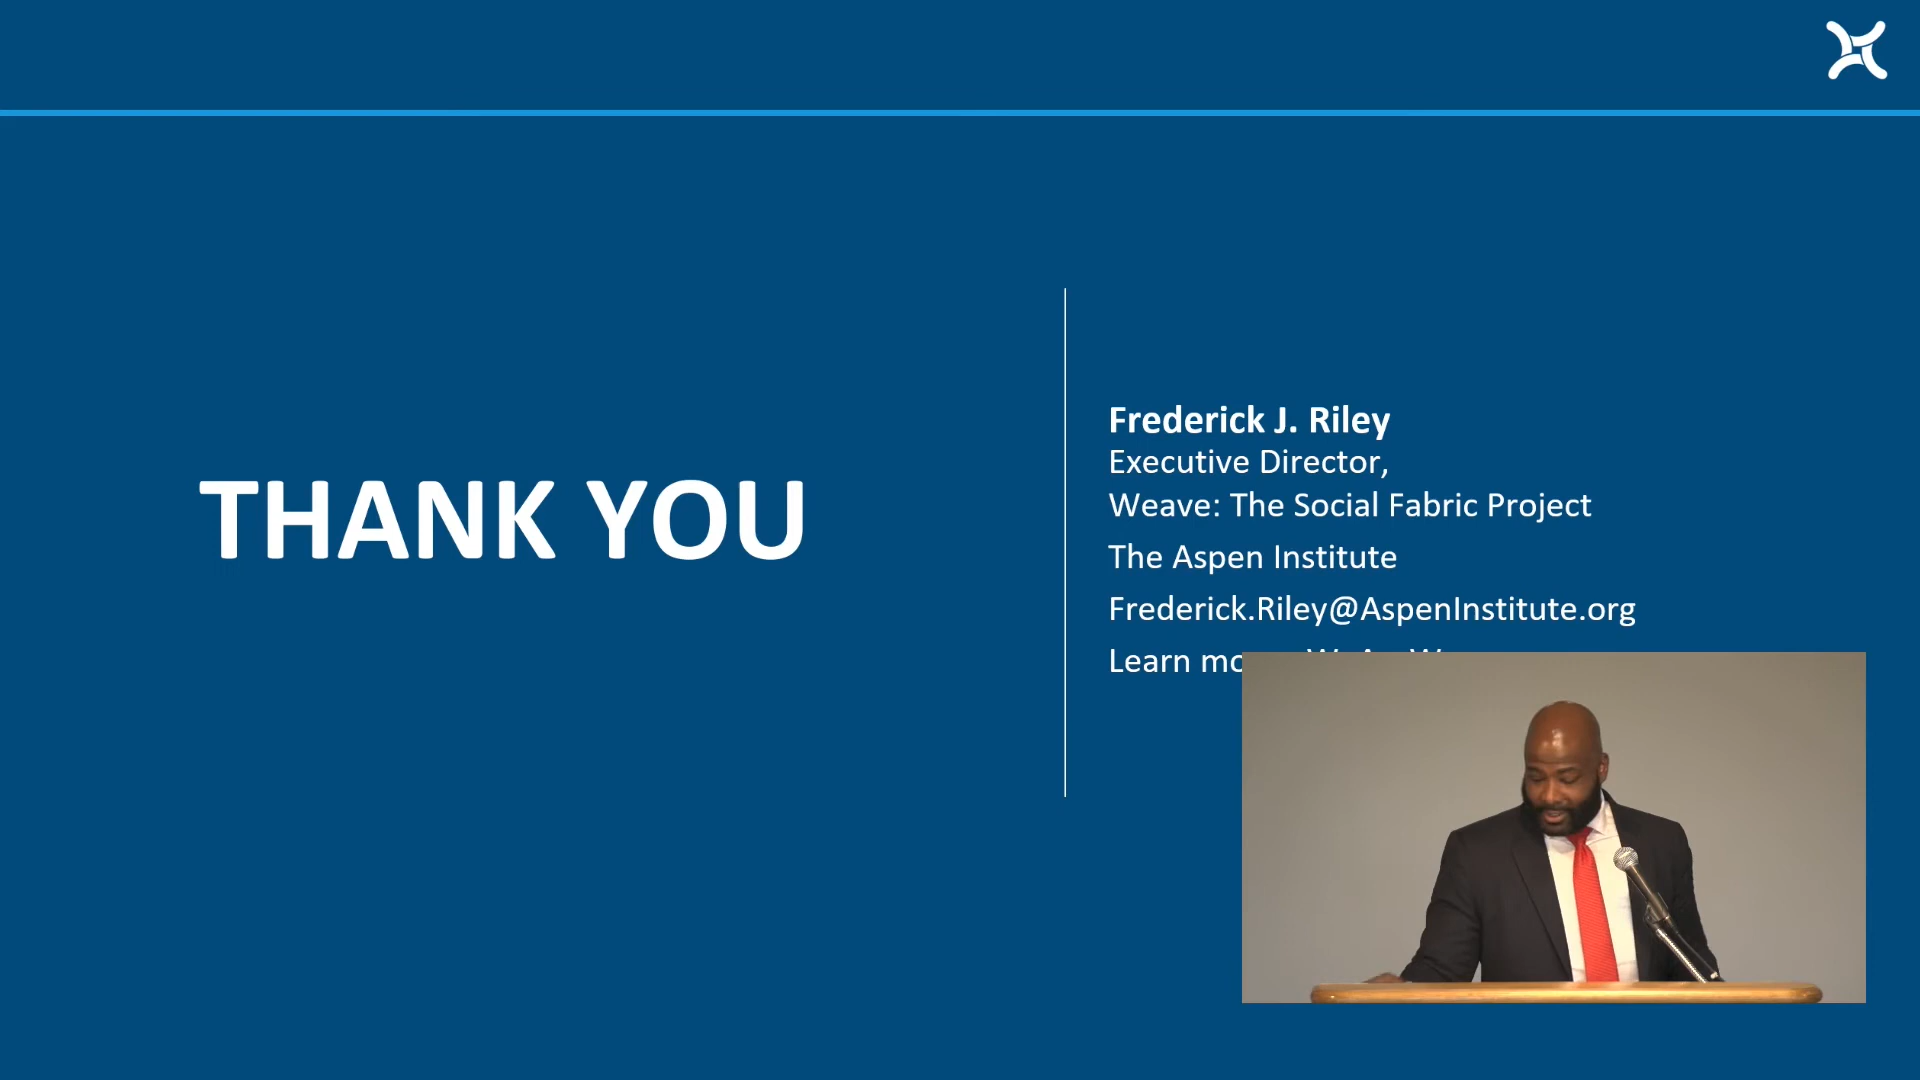 THANK YOU
Frederick J. Riley
Executive Director,
Weave: The Social Fabric Project
The Aspen Institute
Frederick.Riley@AspenInstitute.org
Learn